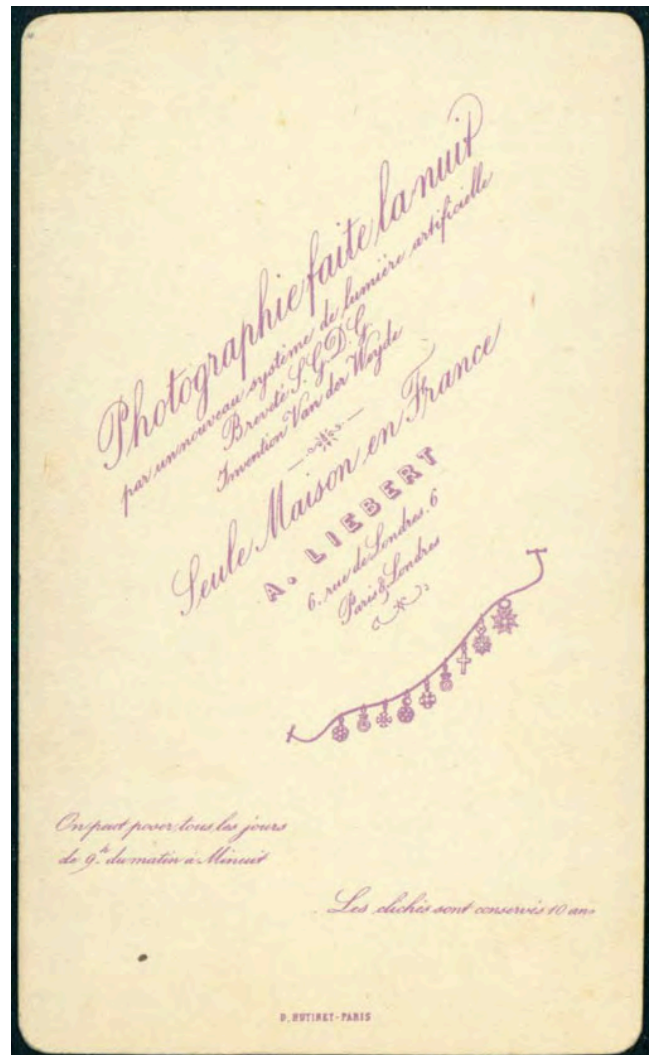 Photographie faite la nuit
par un nouveau système de lumière artificielle
Breveté S.G.D.G
Invention Van der Weyde
Seule Maison en France
A. LIEBERT
6. rue de Londres. 6
Paris & Londres
On peut poser tous les jours
de 9h. du matin à Minuit
Les clichés sont conservés 10 ans
D. HUTINET-PARIS